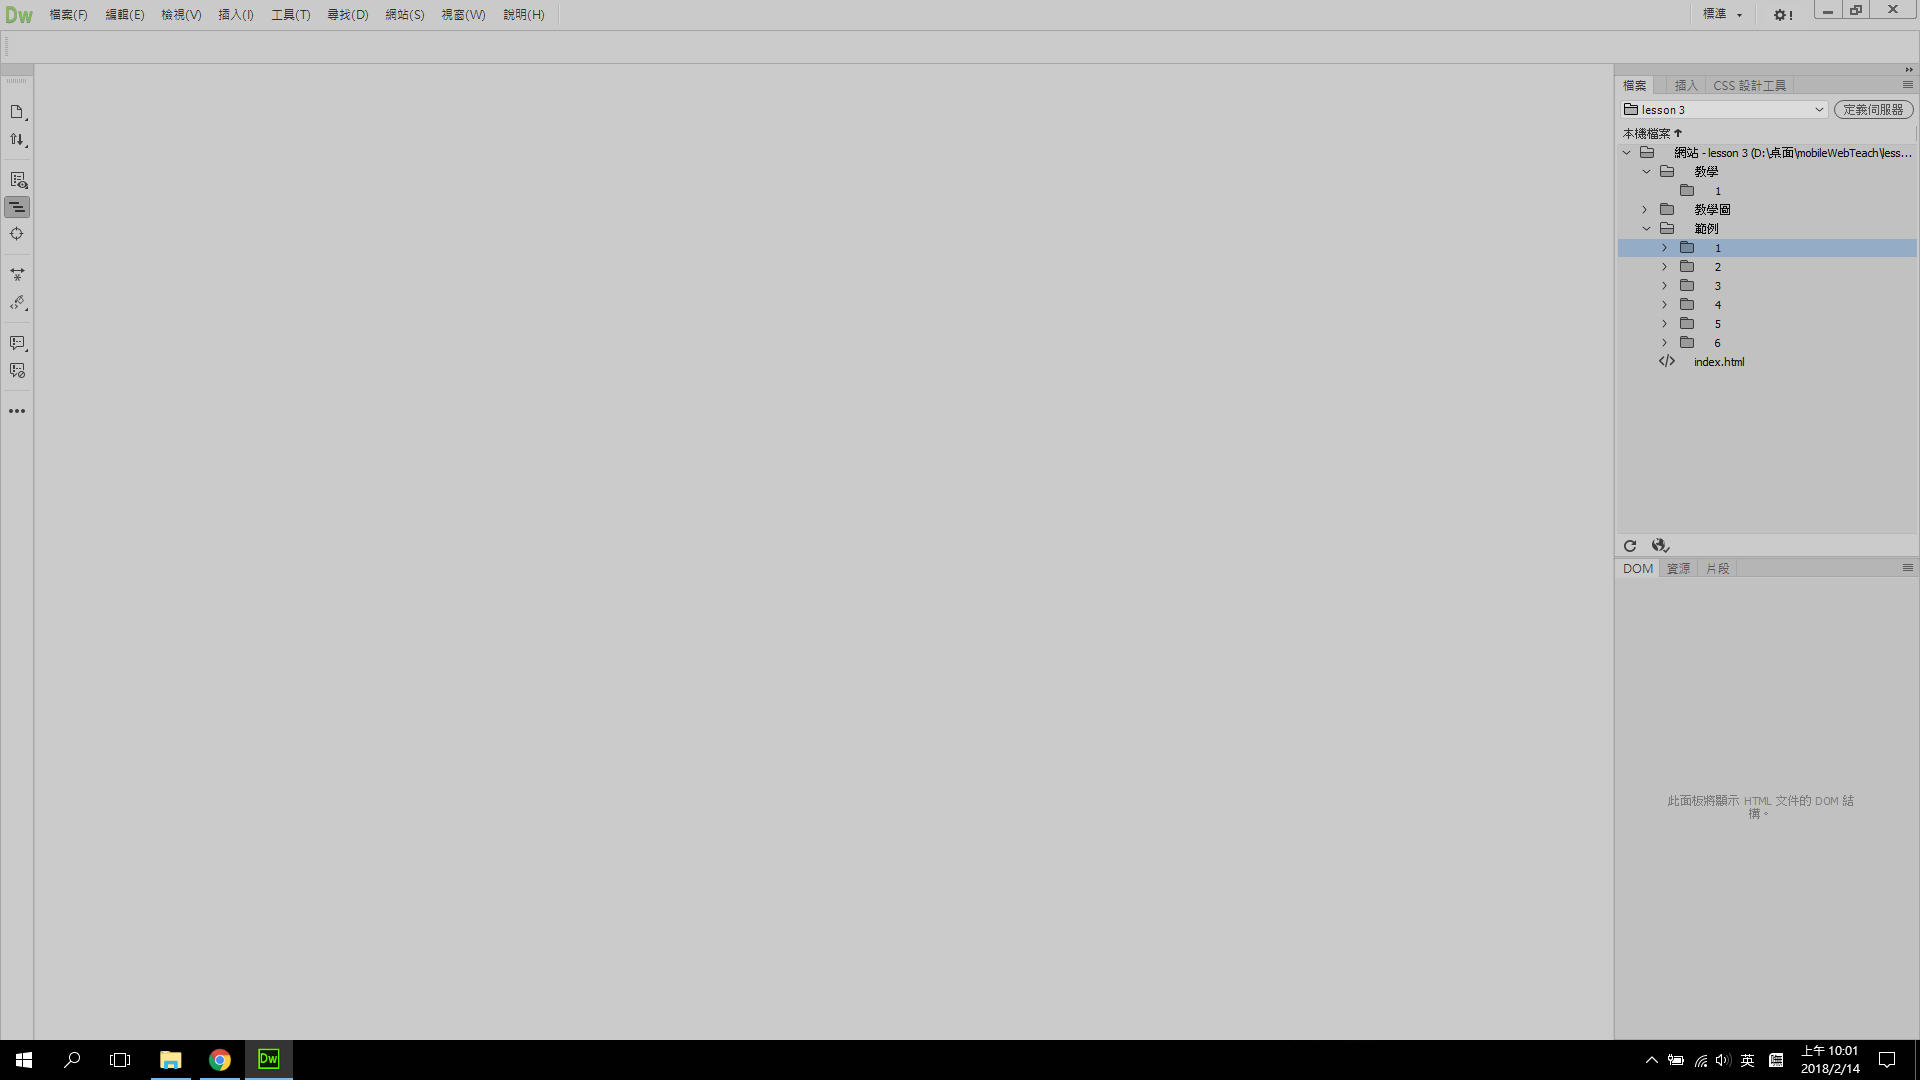 Dw 檔案(F) 編輯(E) 檢視(V) 插入(I) 工具(T) 尋找(D) 網站(S) 視窗(W) 說明(H) 標準
檔案 插入 CSS 設計工具
lesson 3 定義伺服器
本機檔案
網站 - lesson 3 (D:\桌面\mobileWebTeach\less...
教學
1
教學圖
範例
1
2
3
4
5
6
index.html
DOM 資源 片段
此面板將顯示 HTML 文件的 DOM 結
構。
Dw 英 上午 10:01
2018/2/14